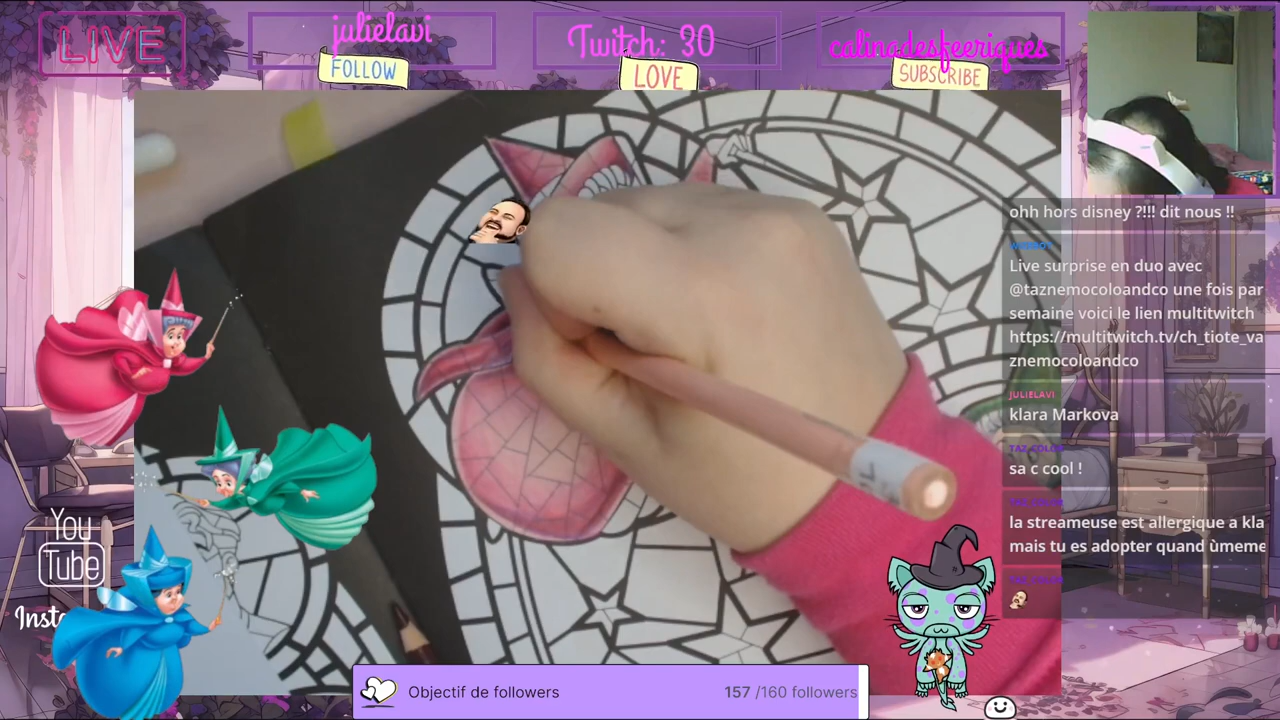 LIVE
julielavi
Twitch: 30
calinadesfeeriques
FOLLOW
LOVE
SUBSCRIBE
ohh hors disney ?!!! dit nous !!
Live surprise en duo avec
@taznemocoloandco une fois par
semaine voici le lien multitwitch
https://multitwitch.tv/ch_tiote_va
znemocoloandco
JULIELAVI
klara Markova
sa c cool !
la streameuse est allergique a kla
mais tu es adopter quand ùmeme
You
Tube
Insta
Objectif de followers
157 /160 followers